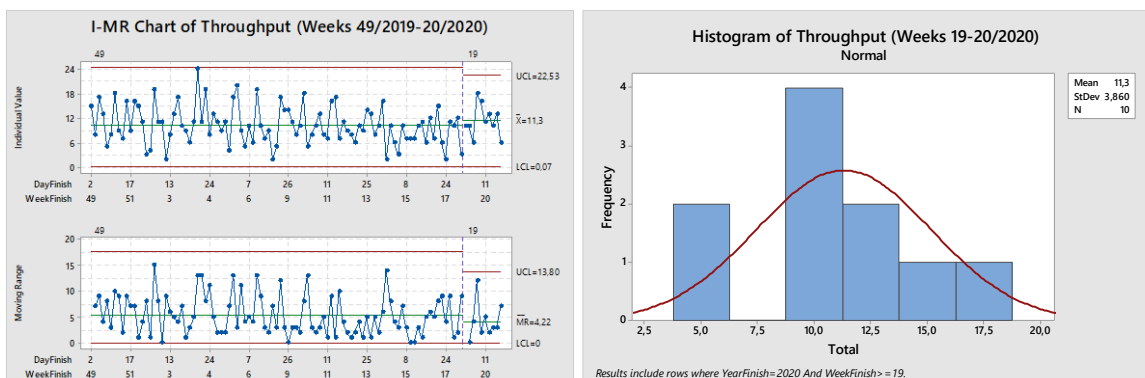 I-MR Chart of Throughput (Weeks 49/2019-20/2020)
49 19
Individual Value
24
18
12
6
0
UCL=22,53
X=11,3
LCL=0,07
DayFinish 2 17 13 24 7 26 11 25 15 24 11
WeekFinish 49 51 3 4 6 9 11 13 8 17 20
49 19
Moving Range
20
15
10
5
0
UCL=13,80
MR=4,22
LCL=0
DayFinish 2 17 13 24 7 26 11 25 15 24 11
WeekFinish 49 51 3 4 6 9 11 13 8 17 20
Histogram of Throughput (Weeks 19-20/2020)
Normal
Mean 11,3
StDev 3,860
N 10
Frequency
4
3
2
1
0
2,5 5,0 7,5 10,0 12,5 15,0 17,5 20,0
Total
Results include rows where YearFinish=2020 And WeekFinish>=19.